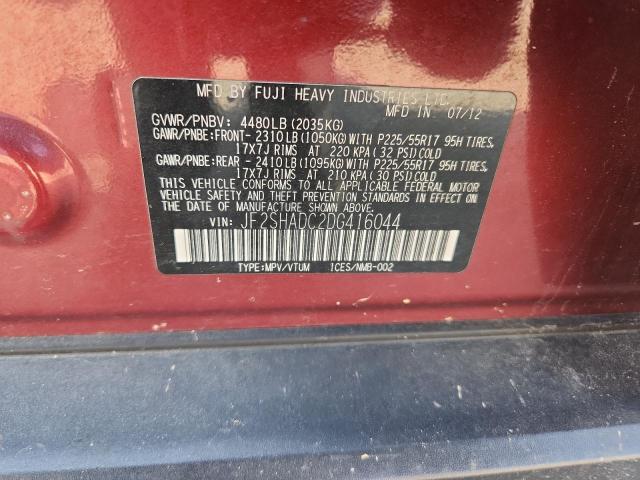 MFD BY FUJI HEAVY INDUSTRIES LTD.
MFD IN 07/12
GVWR/PNBV: 4480LB (2035KG)
GAWR/PNBE:FRONT-2310LB (1050KG) WITH P225/55R17 95H TIRES,
17X7J RIMS AT 220 KPA (32 PSI) COLD
GAWR/PNBE:REAR -2410LB (1095KG) WITH P225/55R17 95H TIRES,
17X7J RIMS AT 210 KPA (30 PSI) COLD
THIS VEHICLE CONFORMS TO ALL APPLICABLE FEDERAL MOTOR
VEHICLE SAFETY AND THEFT PREVENTION STANDARDS IN EFFECT ON
THE DATE OF MANUFACTURE SHOWN ABOVE.
VIN: JF2SHADC2DG416044
TYPE:MPV/VTUM ICES/NMB-002